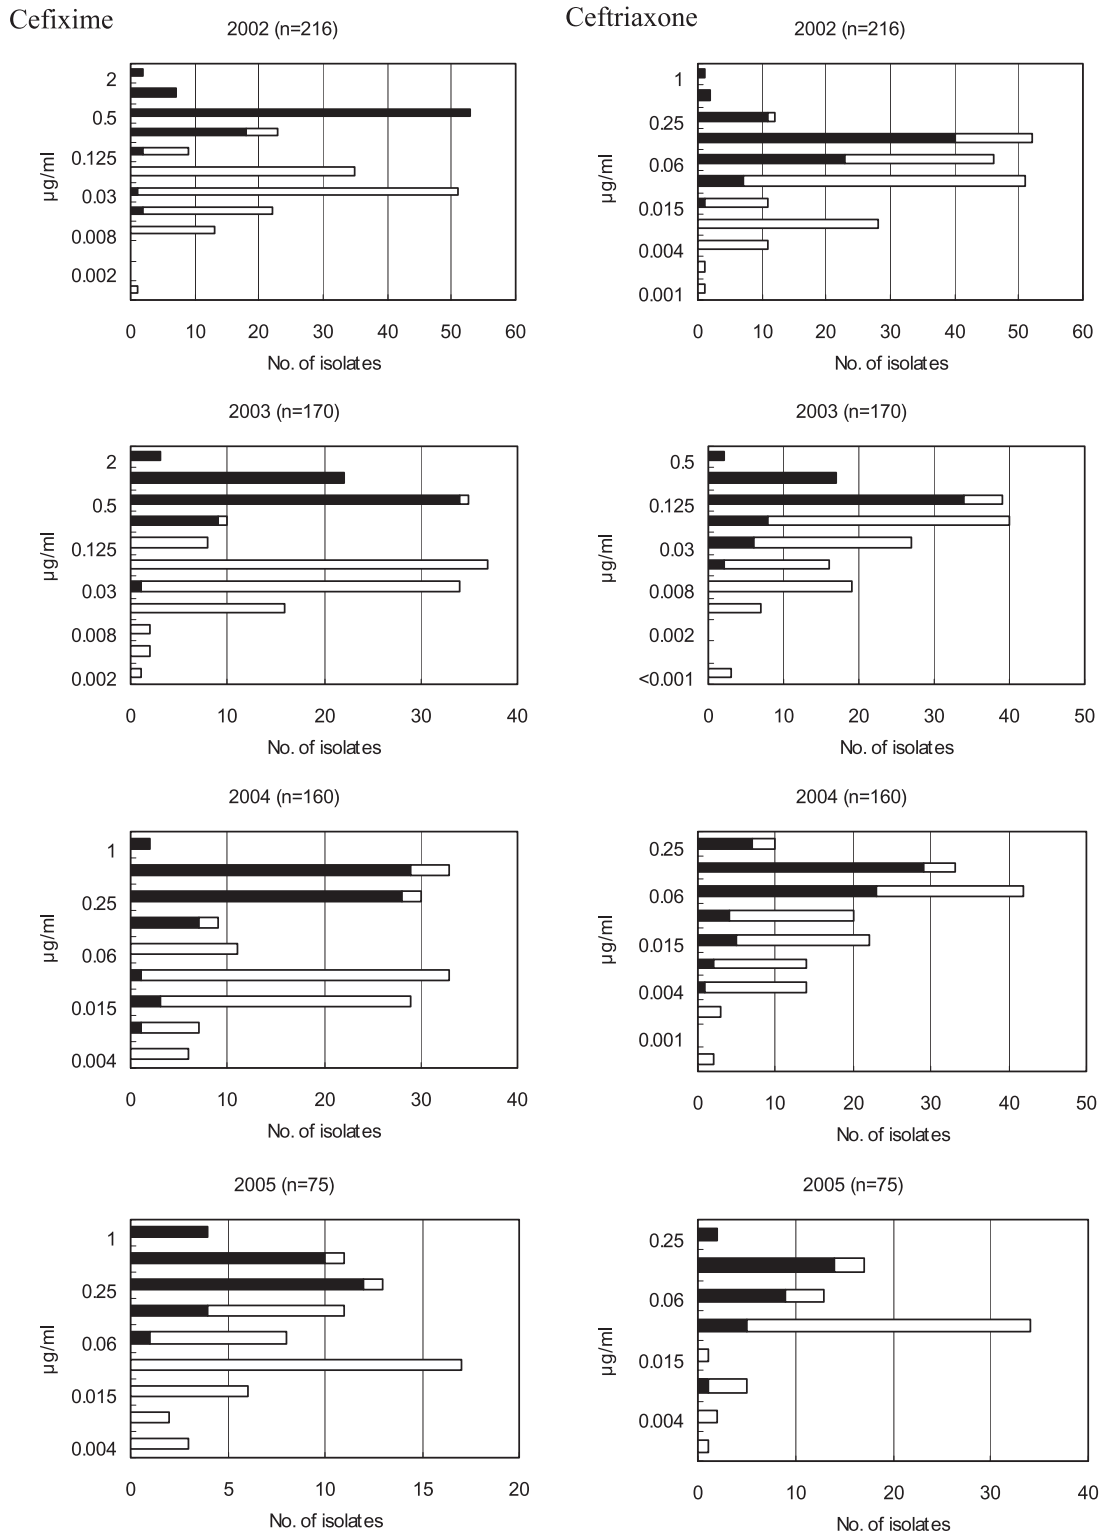 Cefixime
2002 (n=216)
2
0.5
0.125
0.03
0.008
0.002
µg/ml
0 10 20 30 40 50 60
No. of isolates
Ceftriaxone
2002 (n=216)
1
0.25
0.06
0.015
0.004
0.001
µg/ml
0 10 20 30 40 50 60
No. of isolates
2003 (n=170)
2
0.5
0.125
0.03
0.008
0.002
µg/ml
0 10 20 30 40
No. of isolates
2003 (n=170)
0.5
0.125
0.03
0.008
0.002
<0.001
µg/ml
0 10 20 30 40 50
No. of isolates
2004 (n=160)
1
0.25
0.06
0.015
0.004
µg/ml
0 10 20 30 40
No. of isolates
2004 (n=160)
0.25
0.06
0.015
0.004
0.001
µg/ml
0 10 20 30 40 50
No. of isolates
2005 (n=75)
1
0.25
0.06
0.015
0.004
µg/ml
0 5 10 15 20
No. of isolates
2005 (n=75)
0.25
0.06
0.015
0.004
µg/ml
0 10 20 30 40
No. of isolates